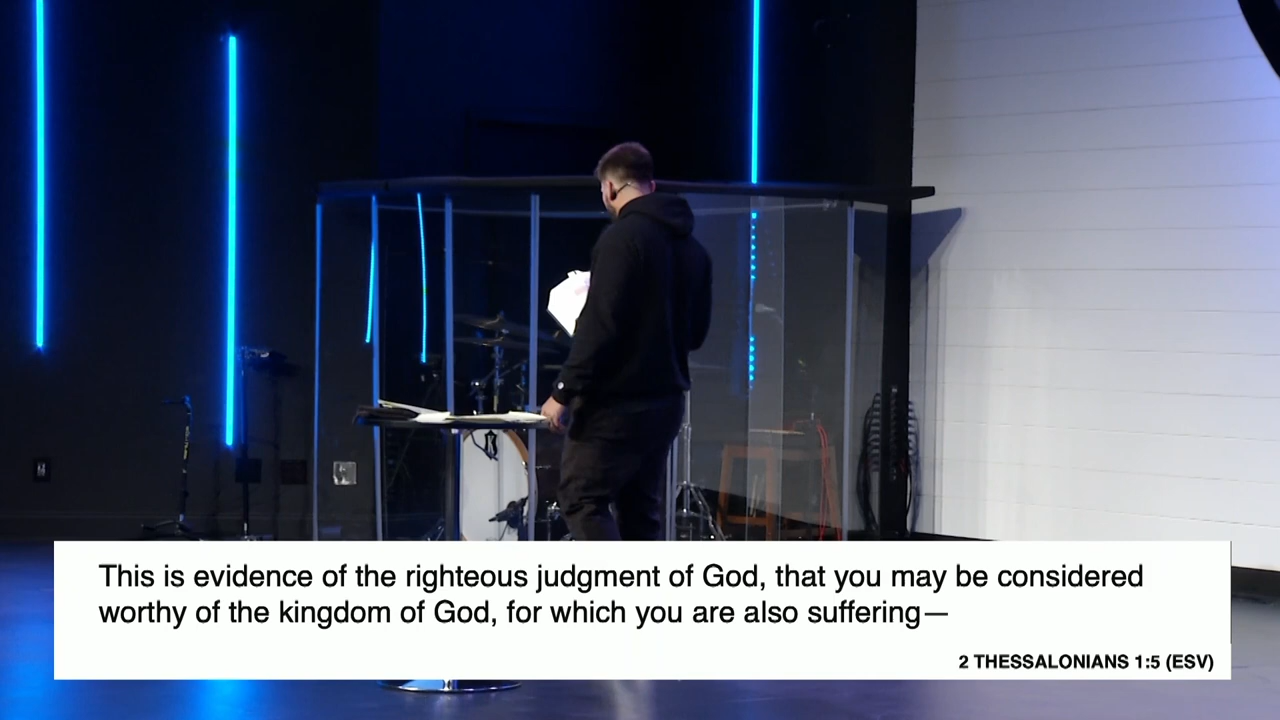 This is evidence of the righteous judgment of God, that you may be considered
worthy of the kingdom of God, for which you are also suffering—
2 THESSALONIANS 1:5 (ESV)